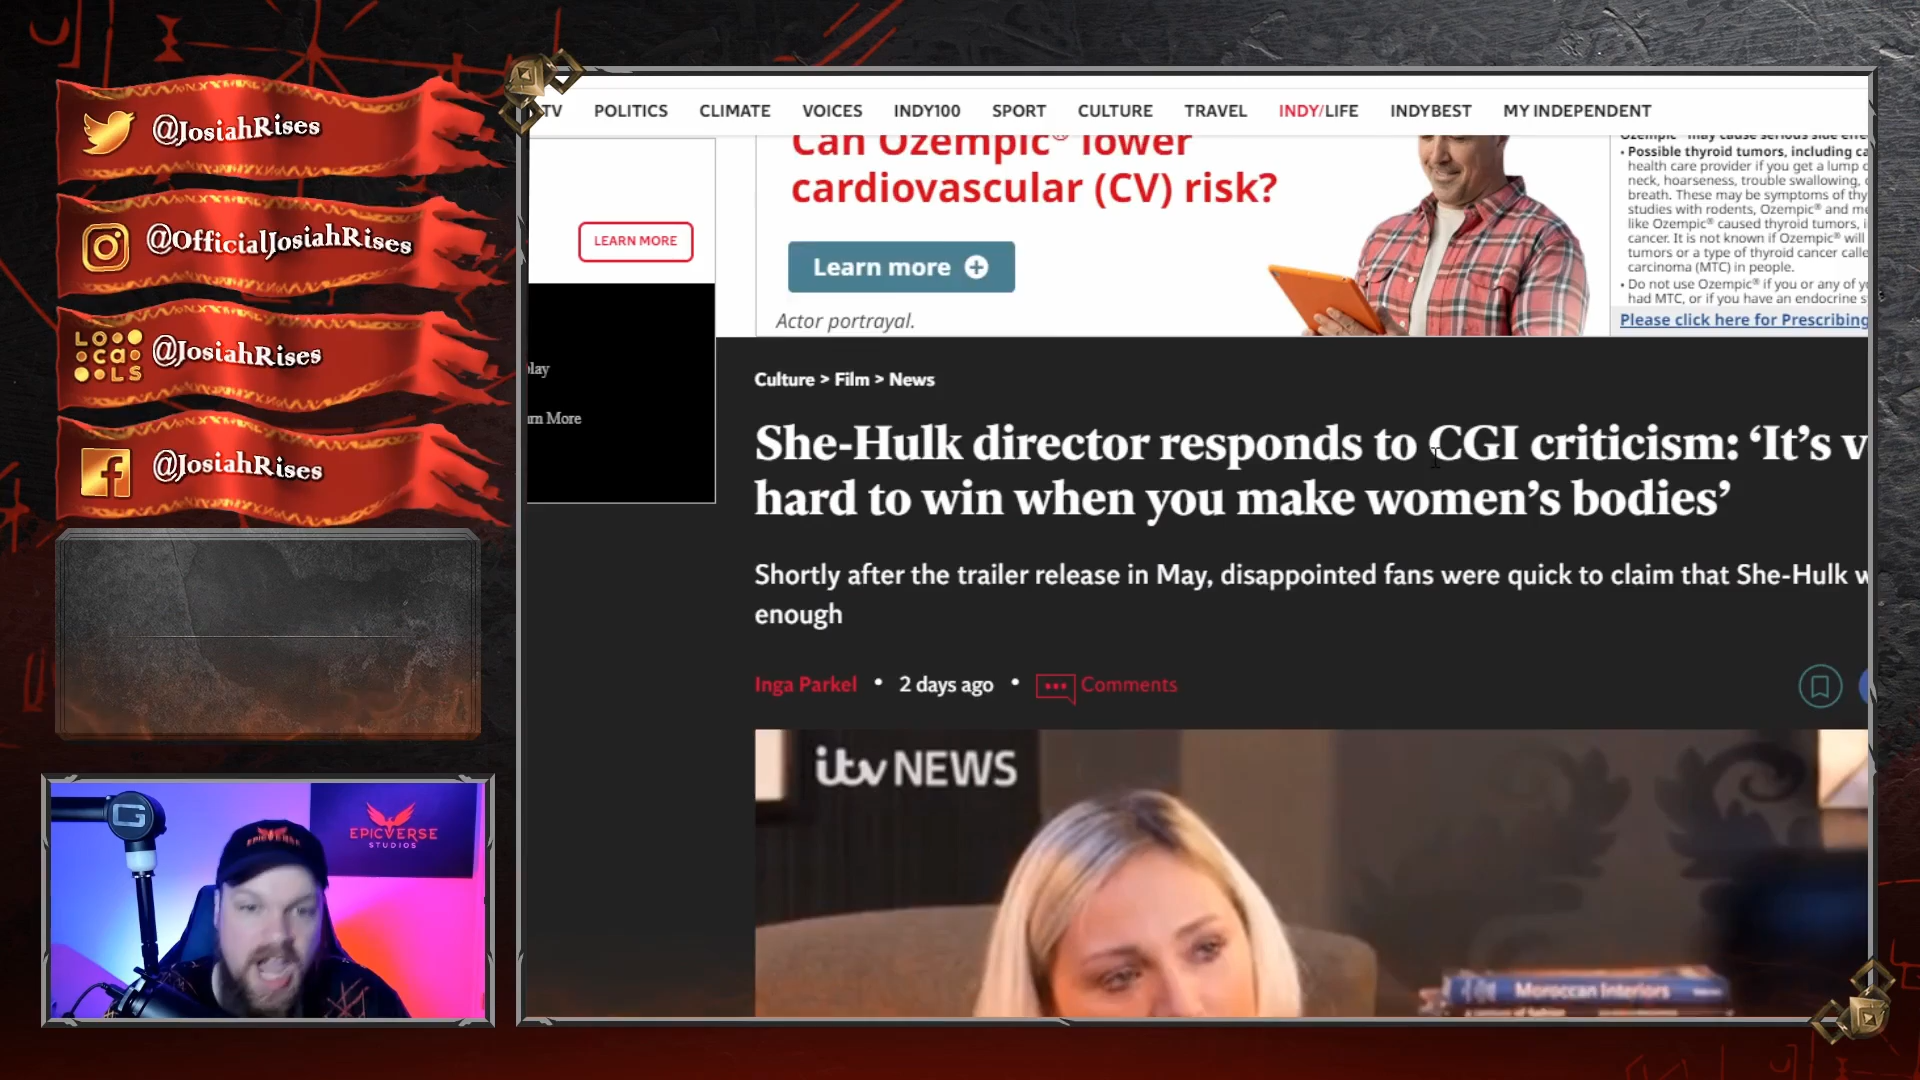 @JosiahRises
@OfficialJosiahRises
LOCALS
@JosiahRises
@JosiahRises
EPICVERSE
STUDIOS
EPICVERSE
G
TV POLITICS CLIMATE VOICES INDY100 SPORT CULTURE TRAVEL INDY/LIFE INDYBEST MY INDEPENDENT
LEARN MORE
Can Ozempic® lower
cardiovascular (CV) risk?
Learn more
Actor portrayal.
Ozempic® may cause serious side
• Possible thyroid tumors, including
health care provider if you get a lump
neck, hoarseness, trouble swallowing,
breath. These may be symptoms of
studies with rodents, Ozempic® and
like Ozempic® caused thyroid tumors,
cancer. It is not known if Ozempic® will
tumors or a type of thyroid cancer
carcinoma (MTC) in people.
• Do not use Ozempic® if you or any of
had MTC, or if you have an endocrine
Please click here for Prescribing
More
Culture > Film > News
She-Hulk director responds to CGI criticism: ‘It’s v
hard to win when you make women’s bodies’
Shortly after the trailer release in May, disappointed fans were quick to claim that She-Hulk w
enough
Inga Parkel • 2 days ago • Comments
itv NEWS
Moroccan Interiors